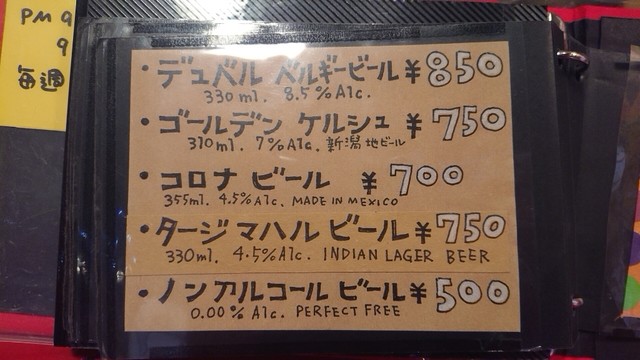 PM 9
9
毎週
・デュベル ベルギービール ¥850
330ml. 8.5%Alc.
・ゴールデン ケルシュ ¥750
310ml. 7%Alc. 新潟地ビール
・コロナ ビール ¥700
355ml. 4.5%Alc. MADE IN MEXICO
・タージ マハル ビール ¥750
330ml. 4.5%Alc. INDIAN LAGER BEER
・ノンアルコール ビール ¥500
0.00%Alc. PERFECT FREE